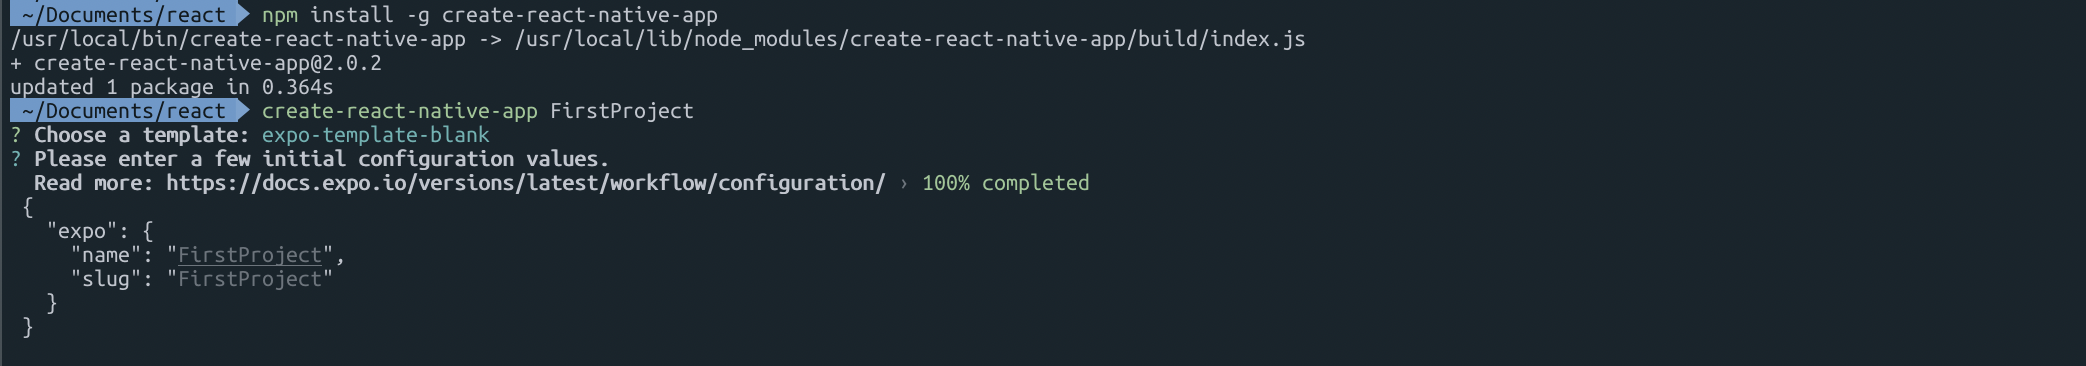 ~/Documents/react npm install -g create-react-native-app
/usr/local/bin/create-react-native-app -> /usr/local/lib/node_modules/create-react-native-app/build/index.js
+ create-react-native-app@2.0.2
updated 1 package in 0.364s
~/Documents/react create-react-native-app FirstProject
? Choose a template: expo-template-blank
? Please enter a few initial configuration values.
  Read more: https://docs.expo.io/versions/latest/workflow/configuration/ › 100% completed
 {
   "expo": {
     "name": "FirstProject",
     "slug": "FirstProject"
   }
 }